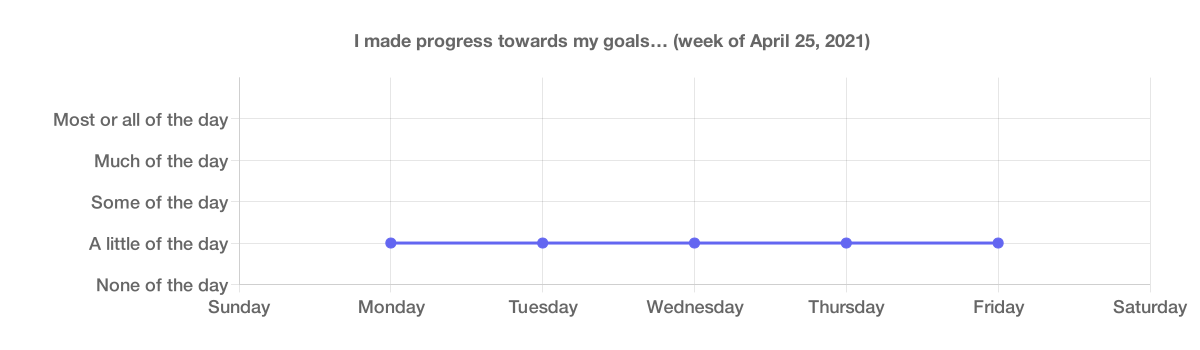 I made progress towards my goals… (week of April 25, 2021)
Most or all of the day
Much of the day
Some of the day
A little of the day
None of the day
Sunday Monday Tuesday Wednesday Thursday Friday Saturday